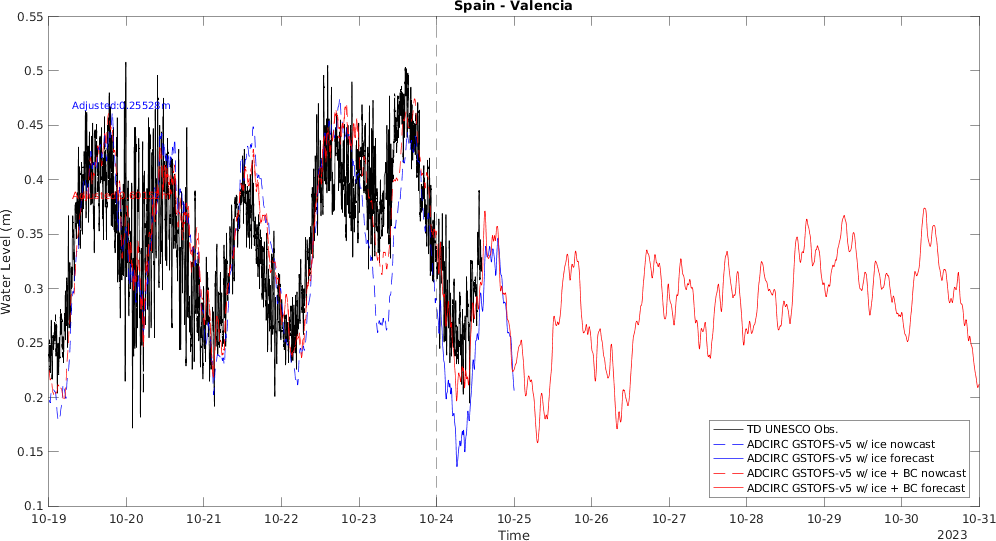 Spain - Valencia
0.55
0.5
0.45
0.4
0.35
0.3
0.25
0.2
0.15
0.1
Water Level (m)
Adjusted:0.25528m
TD UNESCO Obs.
ADCIRC GSTOFS-v5 w/ ice nowcast
ADCIRC GSTOFS-v5 w/ ice forecast
ADCIRC GSTOFS-v5 w/ ice + BC nowcast
ADCIRC GSTOFS-v5 w/ ice + BC forecast
10-19 10-20 10-21 10-22 10-23 10-24 10-25 10-26 10-27 10-28 10-29 10-30 10-31
Time
2023